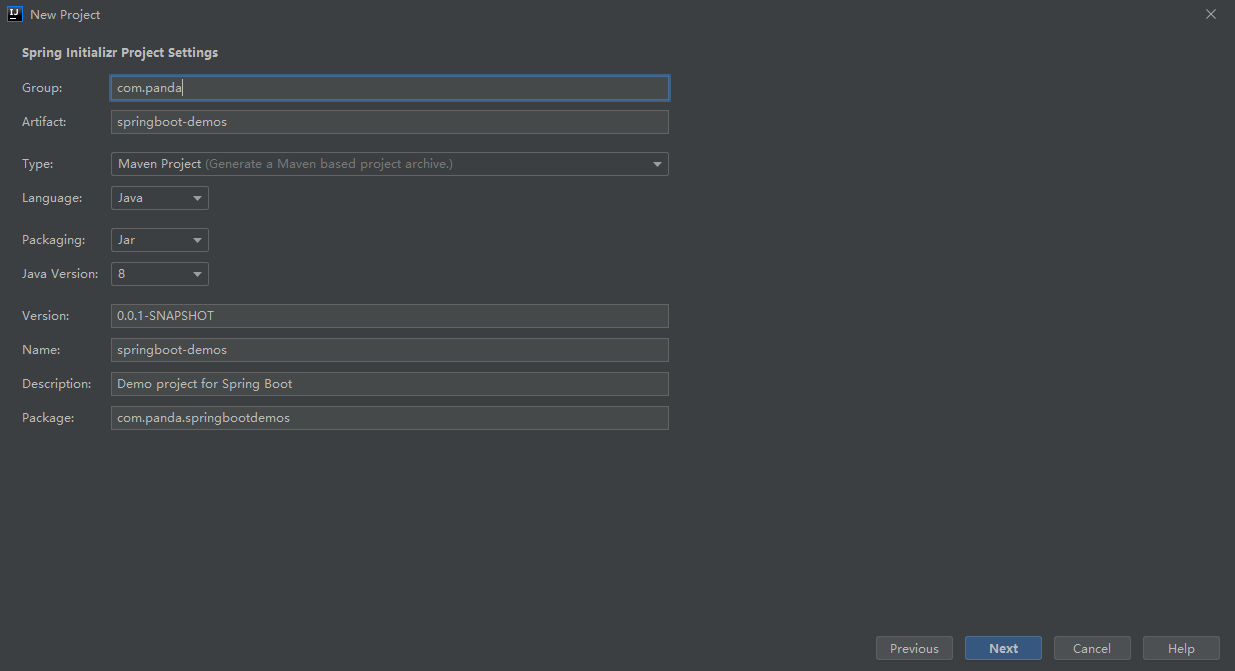 IJ New Project
Spring Initializr Project Settings
Group: com.panda
Artifact: springboot-demos
Type: Maven Project (Generate a Maven based project archive.)
Language: Java
Packaging: Jar
Java Version: 8
Version: 0.0.1-SNAPSHOT
Name: springboot-demos
Description: Demo project for Spring Boot
Package: com.panda.springbootdemos
Previous Next Cancel Help